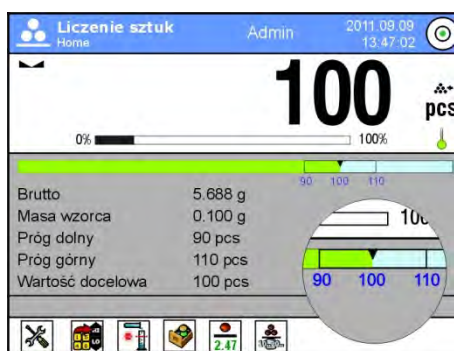 Liczenie sztuk
Home
Admin
2011.09.09
13:47:02
100
pcs
0% 100%
90 100 110
Brutto 5.688 g
Masa wzorca 0.100 g
Próg dolny 90 pcs
Próg górny 110 pcs
Wartość docelowa 100 pcs
90 100 110
2.47